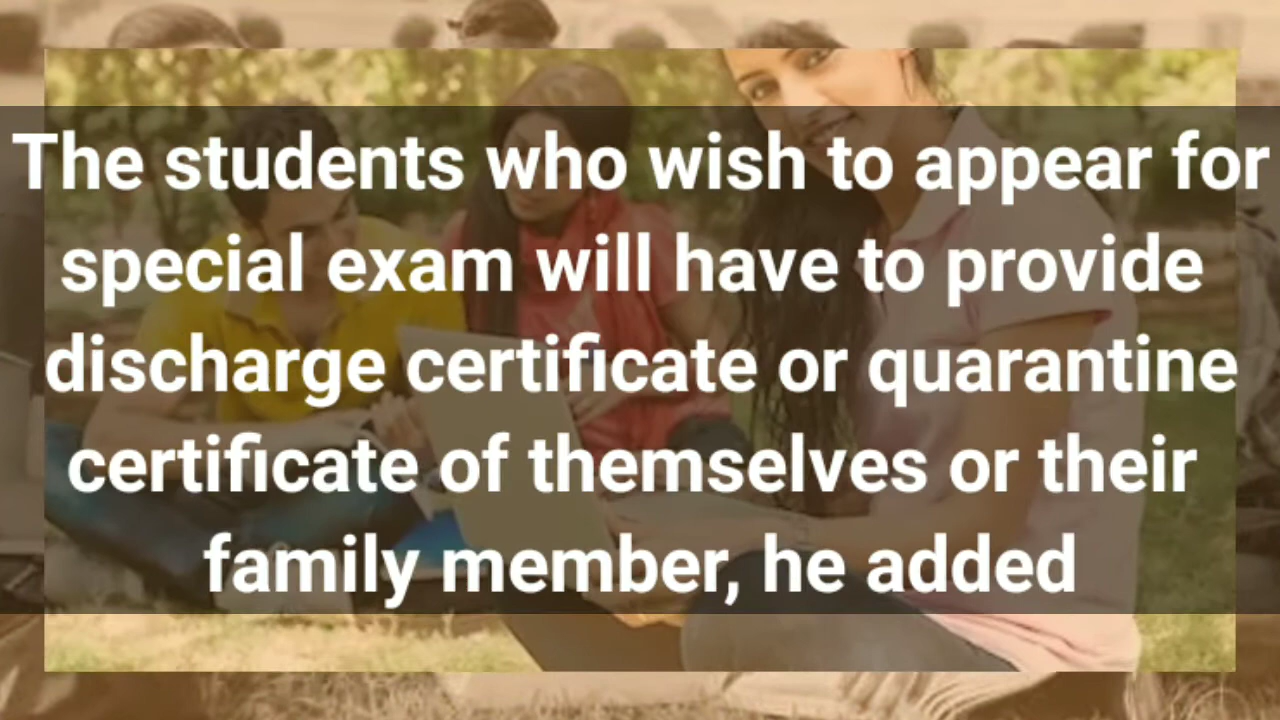 The students who wish to appear for
special exam will have to provide
discharge certificate or quarantine
certificate of themselves or their
family member, he added